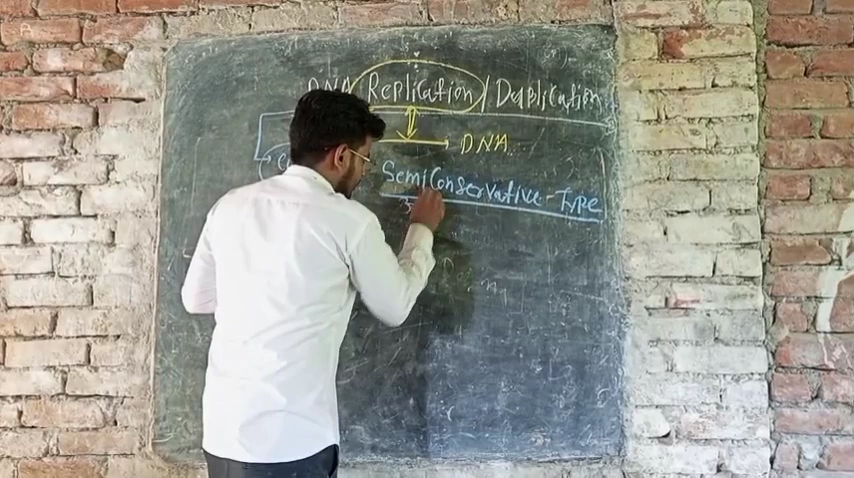 DNA Replication / Duplication
DNA
SemiConservative-Type